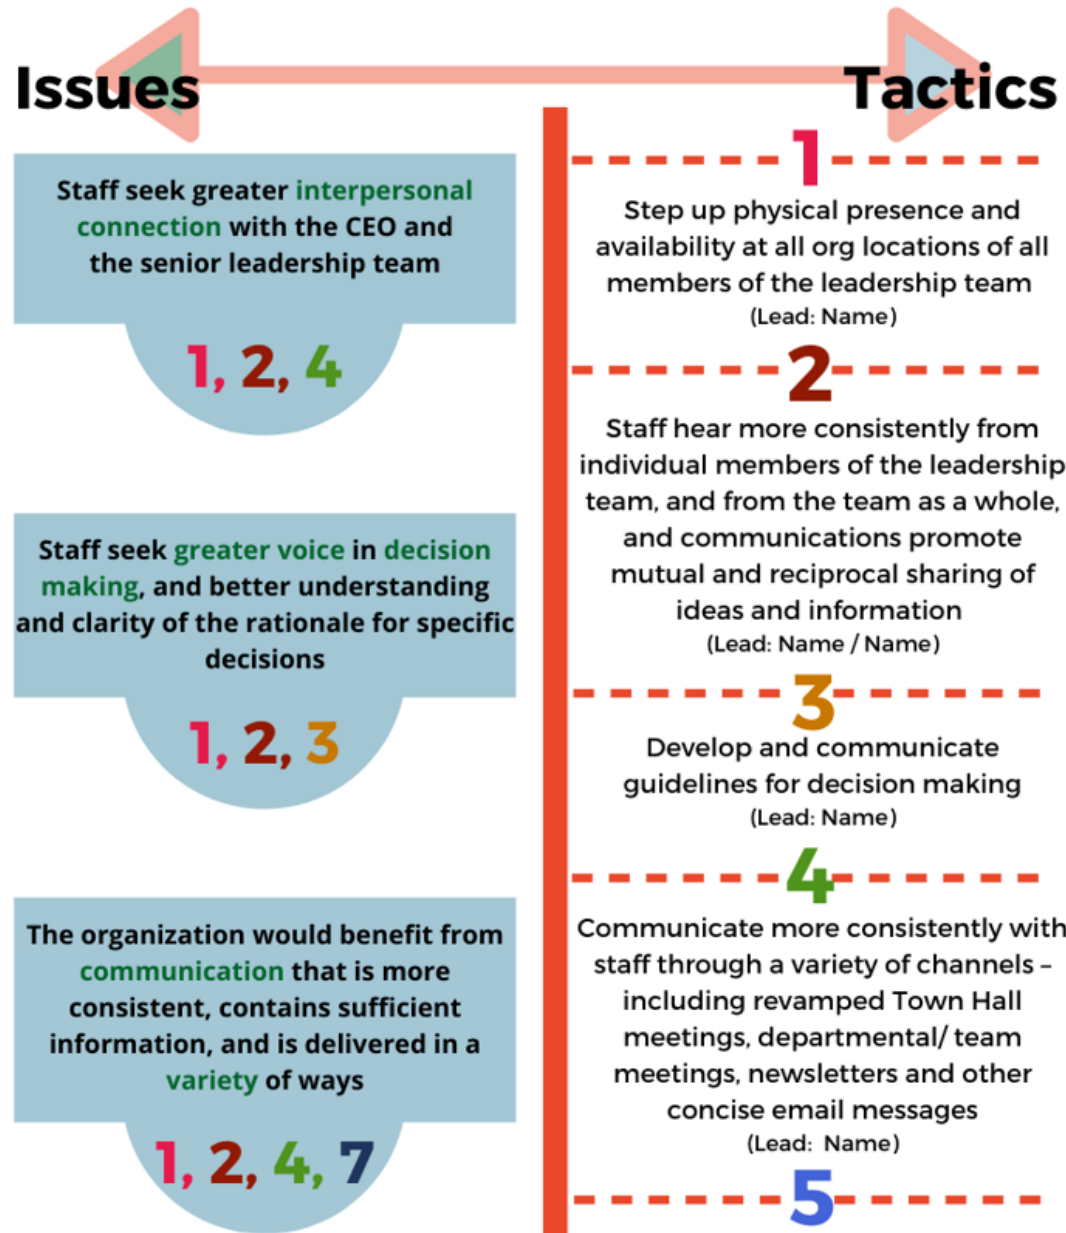 Issues
Tactics
Staff seek greater interpersonal
connection with the CEO and
the senior leadership team
1, 2, 4
Staff seek greater voice in decision
making, and better understanding
and clarity of the rationale for specific
decisions
1, 2, 3
The organization would benefit from
communication that is more
consistent, contains sufficient
information, and is delivered in a
variety of ways
1, 2, 4, 7
1
Step up physical presence and
availability at all org locations of all
members of the leadership team
(Lead: Name)
2
Staff hear more consistently from
individual members of the leadership
team, and from the team as a whole,
and communications promote
mutual and reciprocal sharing of
ideas and information
(Lead: Name / Name)
3
Develop and communicate
guidelines for decision making
(Lead: Name)
4
Communicate more consistently with
staff through a variety of channels –
including revamped Town Hall
meetings, departmental/ team
meetings, newsletters and other
concise email messages
(Lead: Name)
5